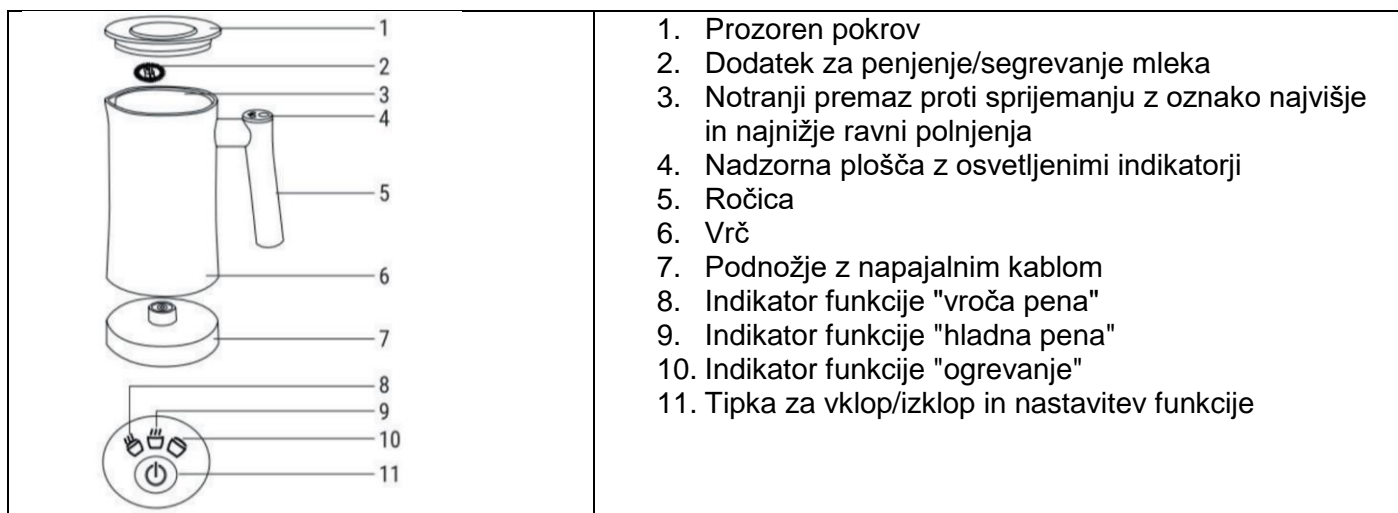 1
2
3
4
5
6
7
8
9
10
11
1. Prozoren pokrov
2. Dodatek za penjenje/segrevanje mleka
3. Notranji premaz proti sprijemanju z oznako najvišje
in najnižje ravni polnjenja
4. Nadzorna plošča z osvetljenimi indikatorji
5. Ročica
6. Vrč
7. Podnožje z napajalnim kablom
8. Indikator funkcije "vroča pena"
9. Indikator funkcije "hladna pena"
10. Indikator funkcije "ogrevanje"
11. Tipka za vklop/izklop in nastavitev funkcije